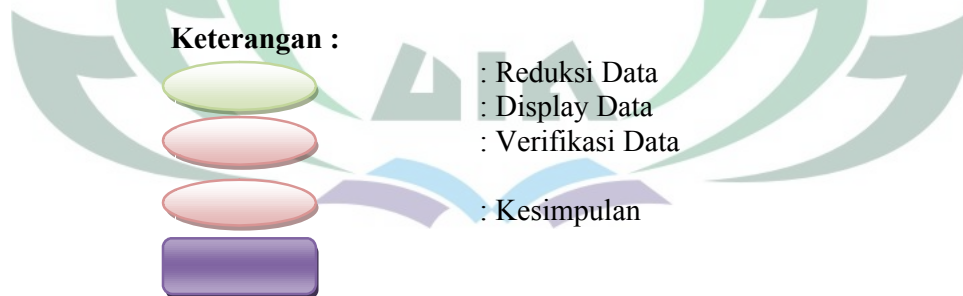 Keterangan :
: Reduksi Data
: Display Data
: Verifikasi Data
: Kesimpulan